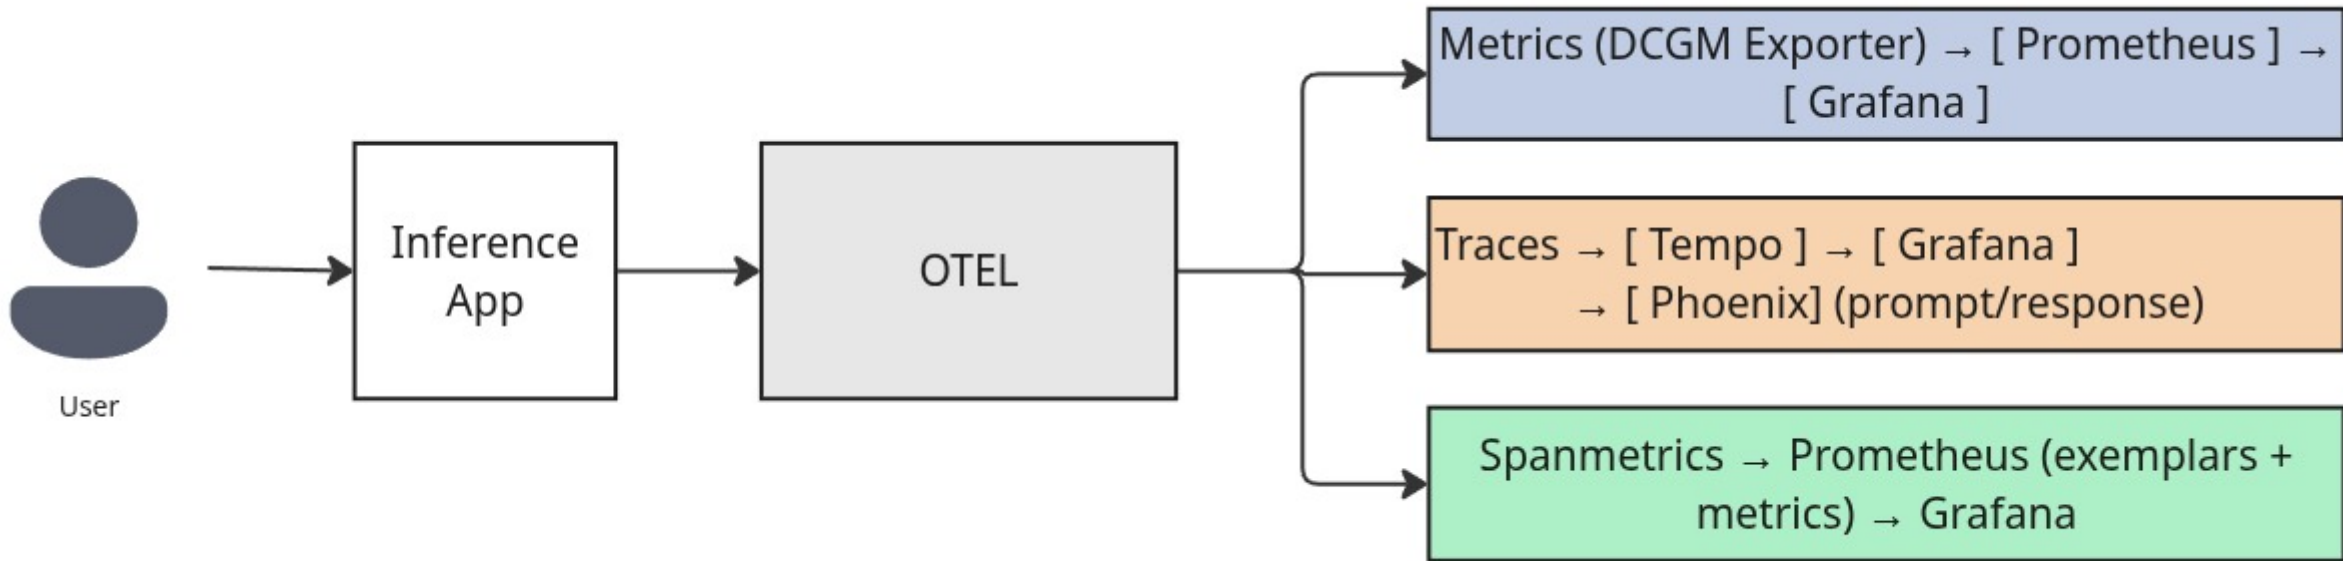 User
Inference
App
OTEL
Metrics (DCGM Exporter) → [ Prometheus ] →
[ Grafana ]
Traces → [ Tempo ] → [ Grafana ]
→ [ Phoenix] (prompt/response)
Spanmetrics → Prometheus (exemplars +
metrics) → Grafana